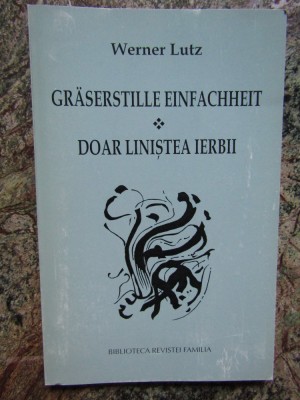 Werner Lutz
GRÄSERSTILLE EINFACHHEIT
DOAR LINIȘTEA IERBII
BIBLIOTECA REVISTEI FAMILIA